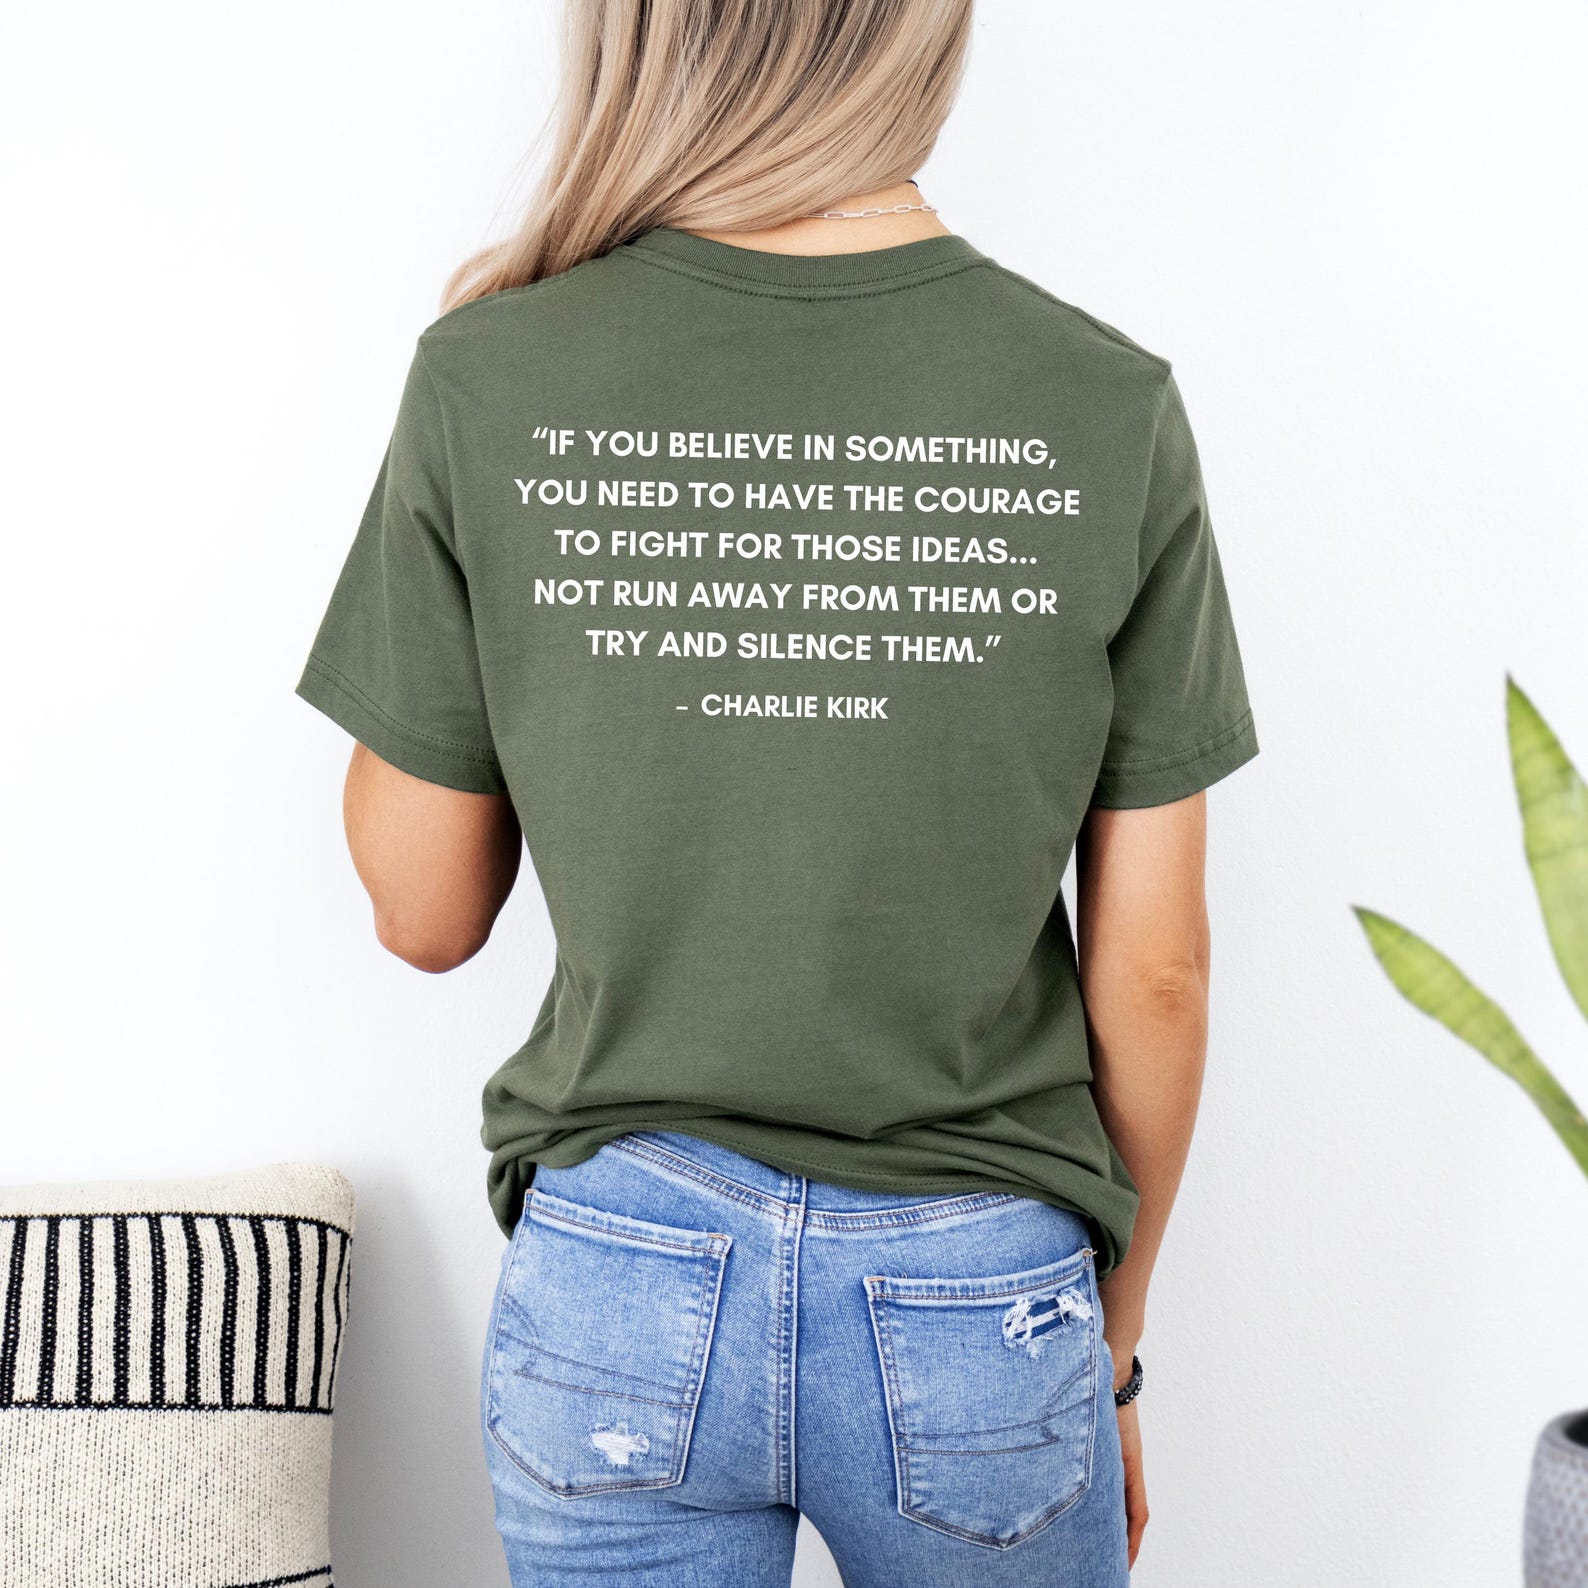 “IF YOU BELIEVE IN SOMETHING,
YOU NEED TO HAVE THE COURAGE
TO FIGHT FOR THOSE IDEAS...
NOT RUN AWAY FROM THEM OR
TRY AND SILENCE THEM.”
– CHARLIE KIRK